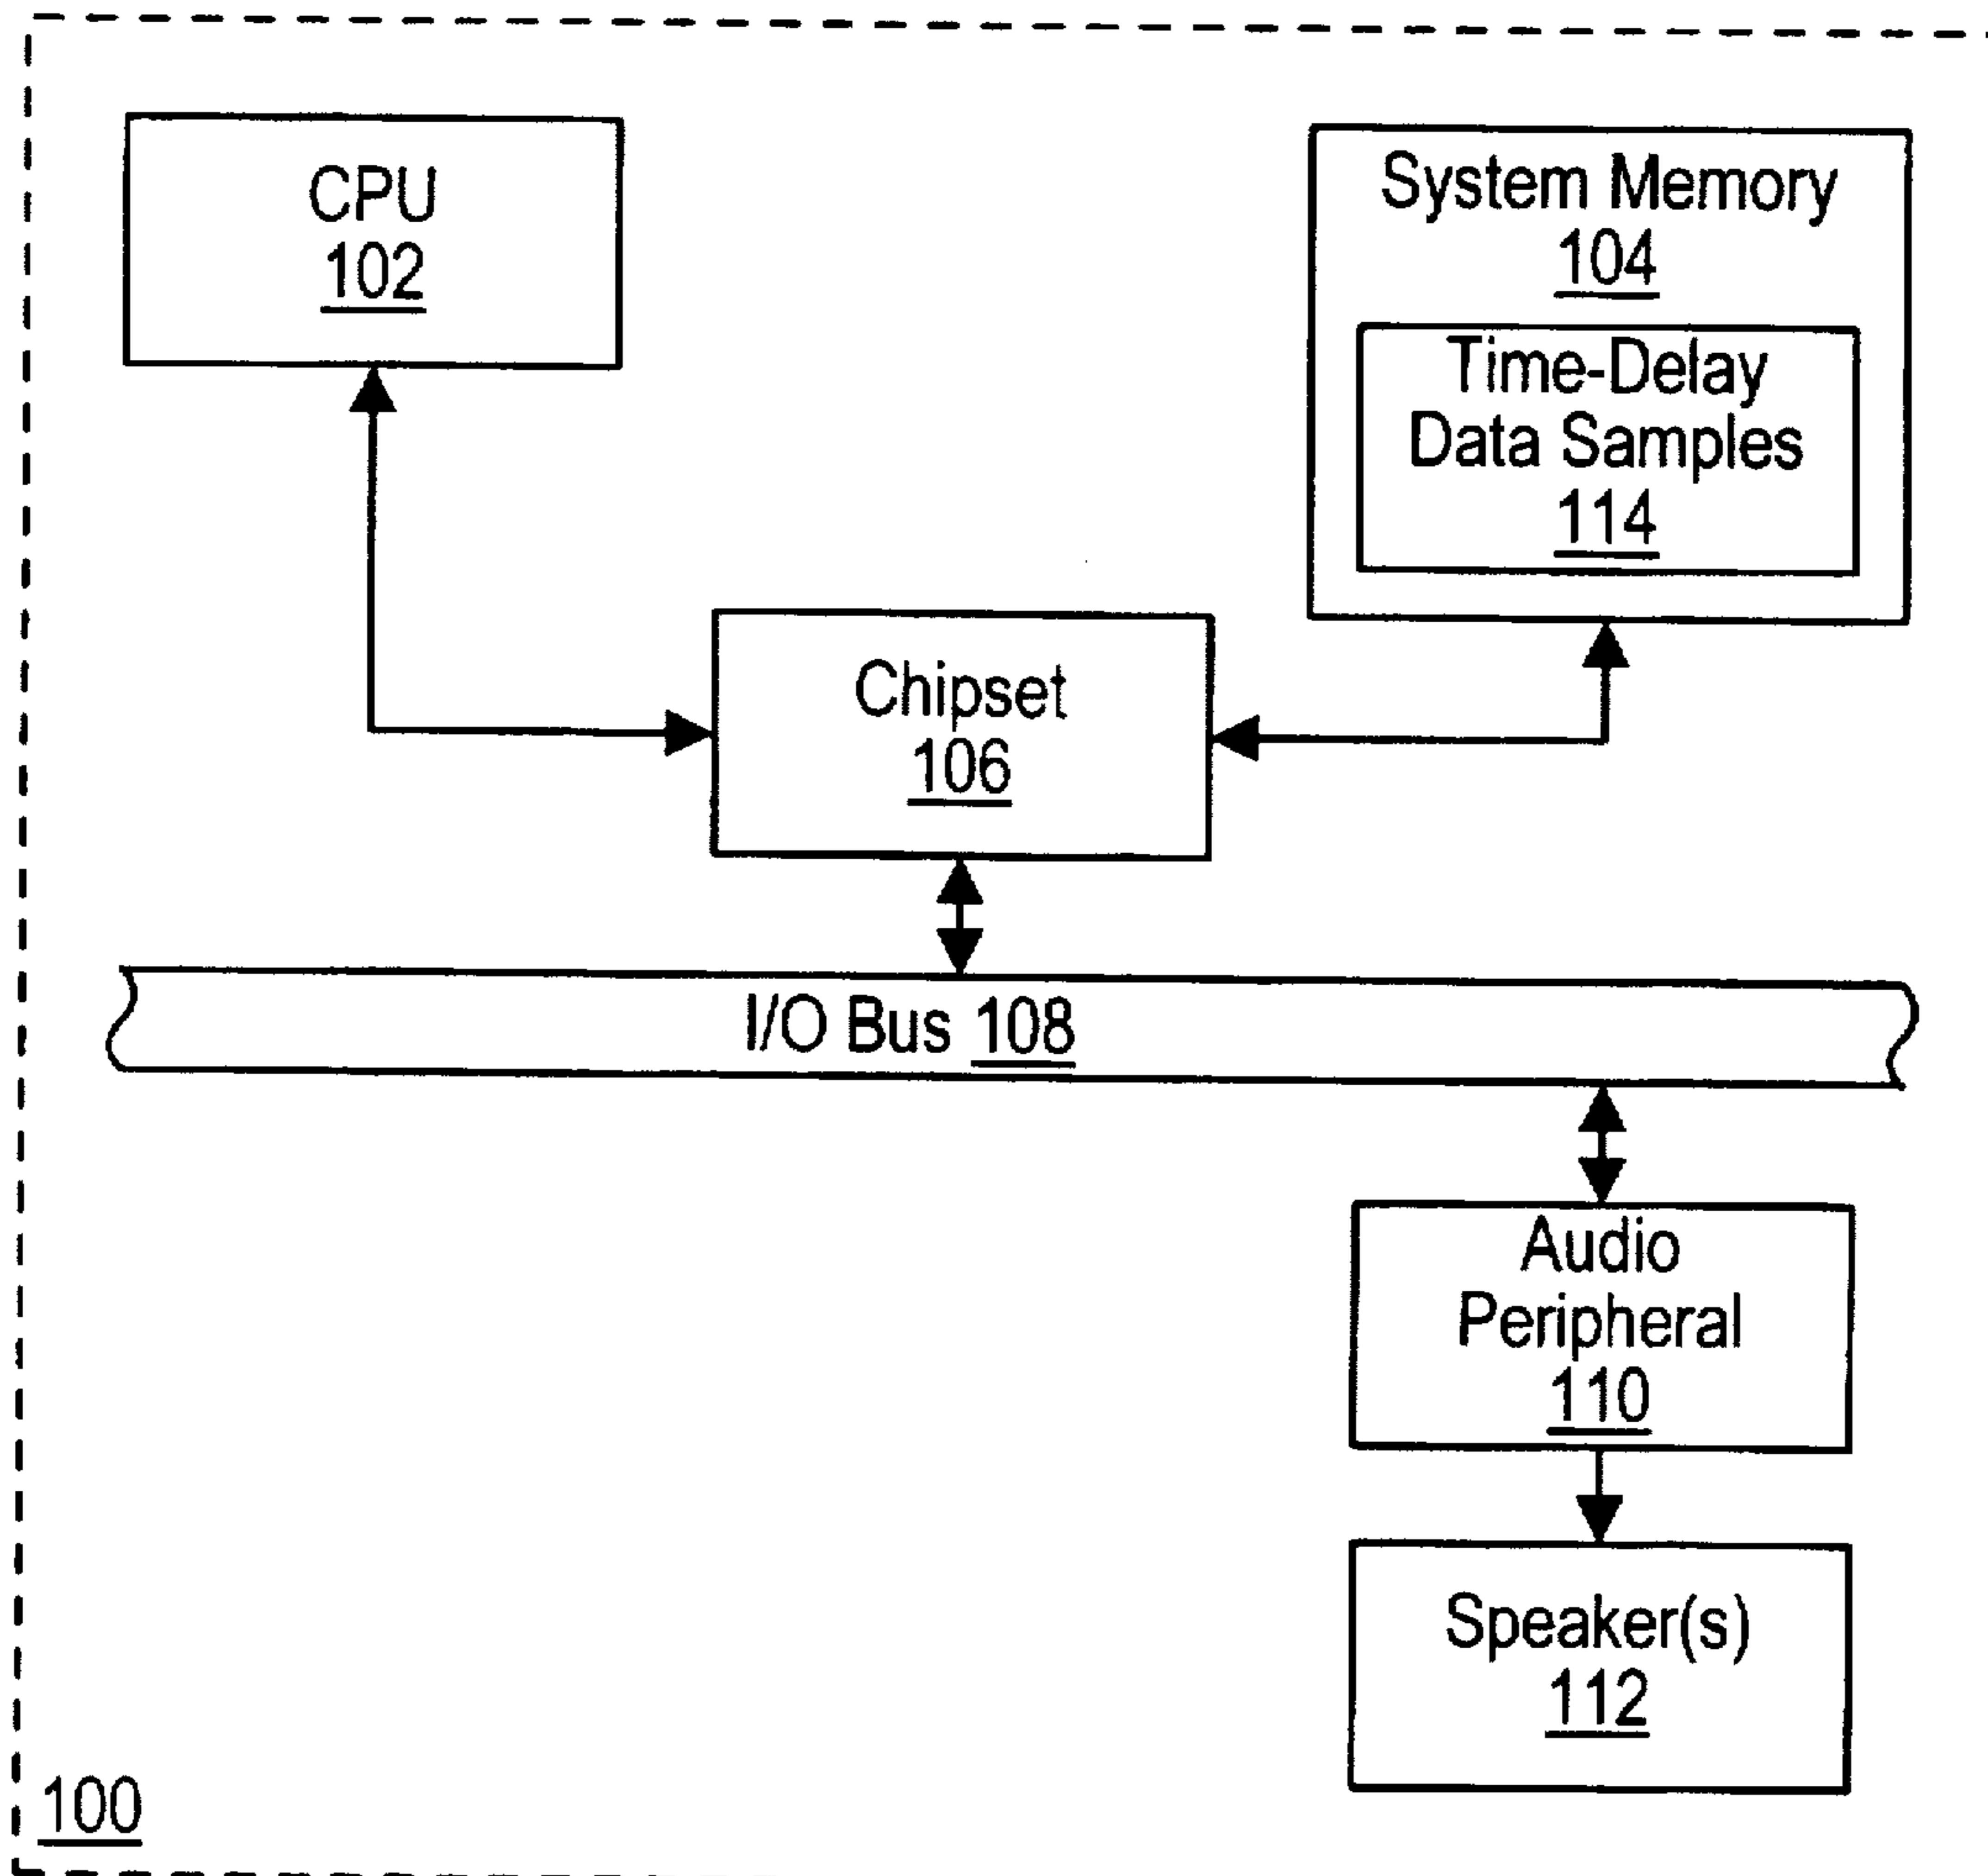 CPU
102
System Memory
104
Time-Delay
Data Samples
114
Chipset
106
I/O Bus 108
Audio
Peripheral
110
Speaker(s)
112
100